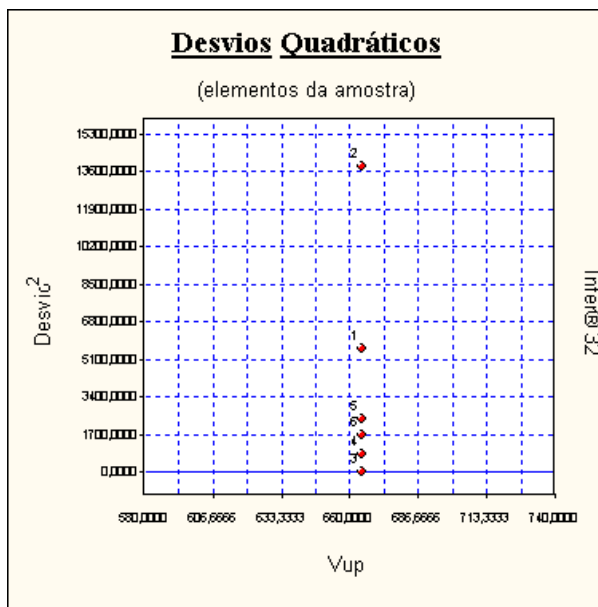 Desvios Quadráticos
(elementos da amostra)
15300,0000
2
13600,0000
11900,0000
10200,0000
8500,0000
6800,0000
1
5100,0000
3400,0000
5
6
1700,0000
4
3
0,0000
580,0000 606,6666 633,3333 660,0000 686,6666 713,3333 740,0000
Desvio²
Vup
Infer@32